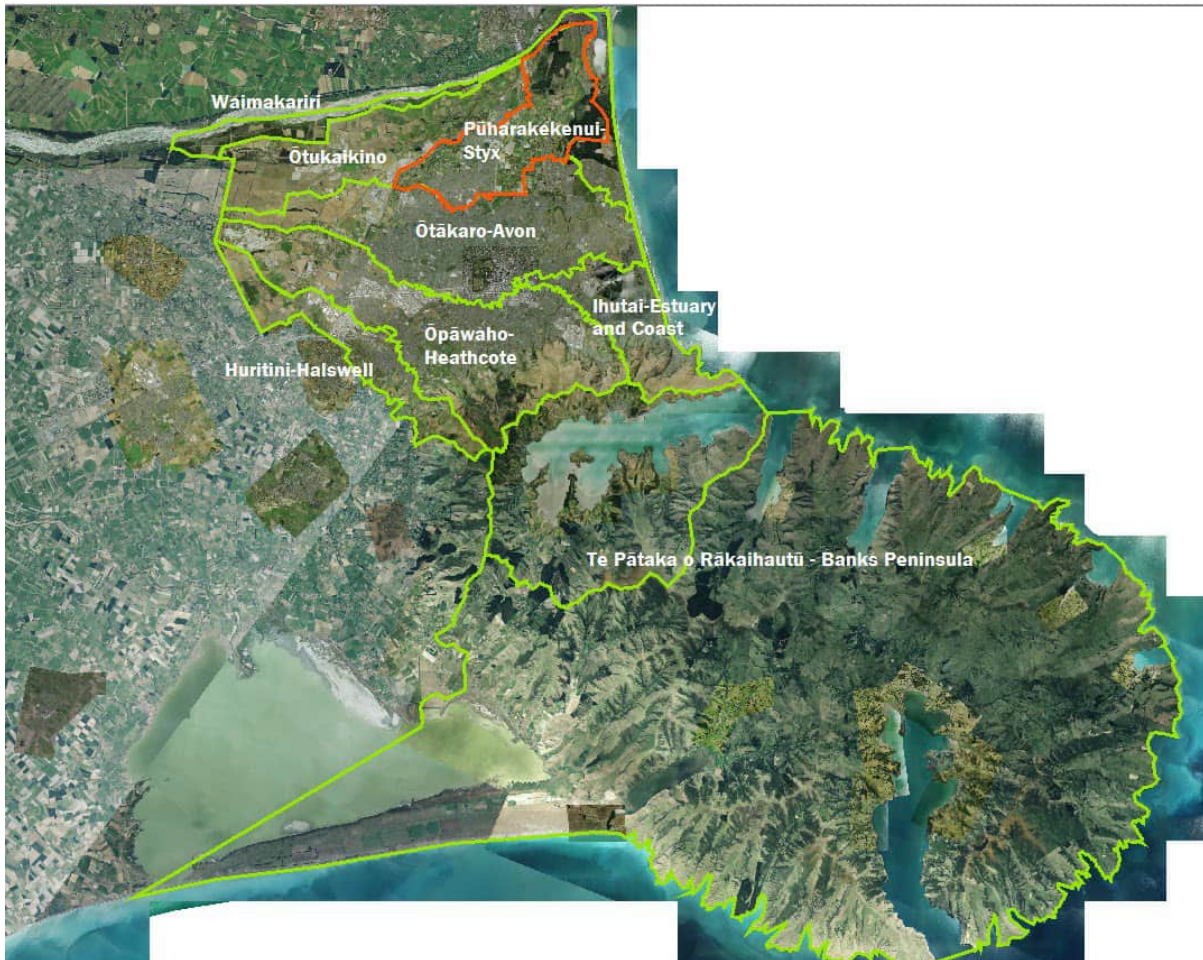 Waimakariri
Pūharakekenui-
Styx
Ōtukaikino
Ōtākaro-Avon
Ihutai-Estuary
and Coast
Ōpāwaho-
Heathcote
Huritini-Halswell
Te Pātaka o Rākaihautū - Banks Peninsula